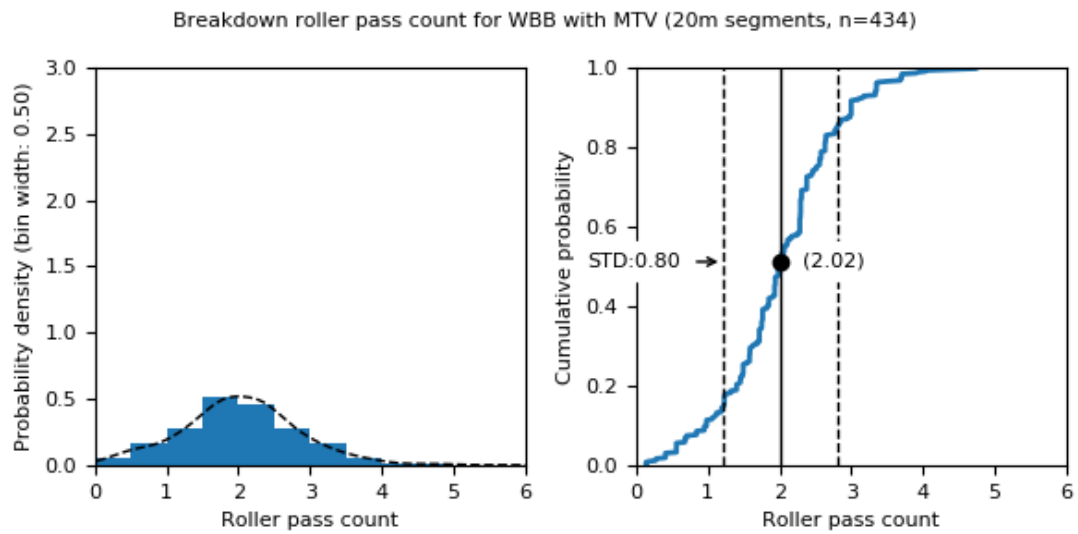 Breakdown roller pass count for WBB with MTV (20m segments, n=434)
Probability density (bin width: 0.50)
3.0
2.5
2.0
1.5
1.0
0.5
0.0
0 1 2 3 4 5 6
Roller pass count
Cumulative probability
1.0
0.8
0.6
0.4
0.2
0.0
STD:0.80
(2.02)
0 1 2 3 4 5 6
Roller pass count